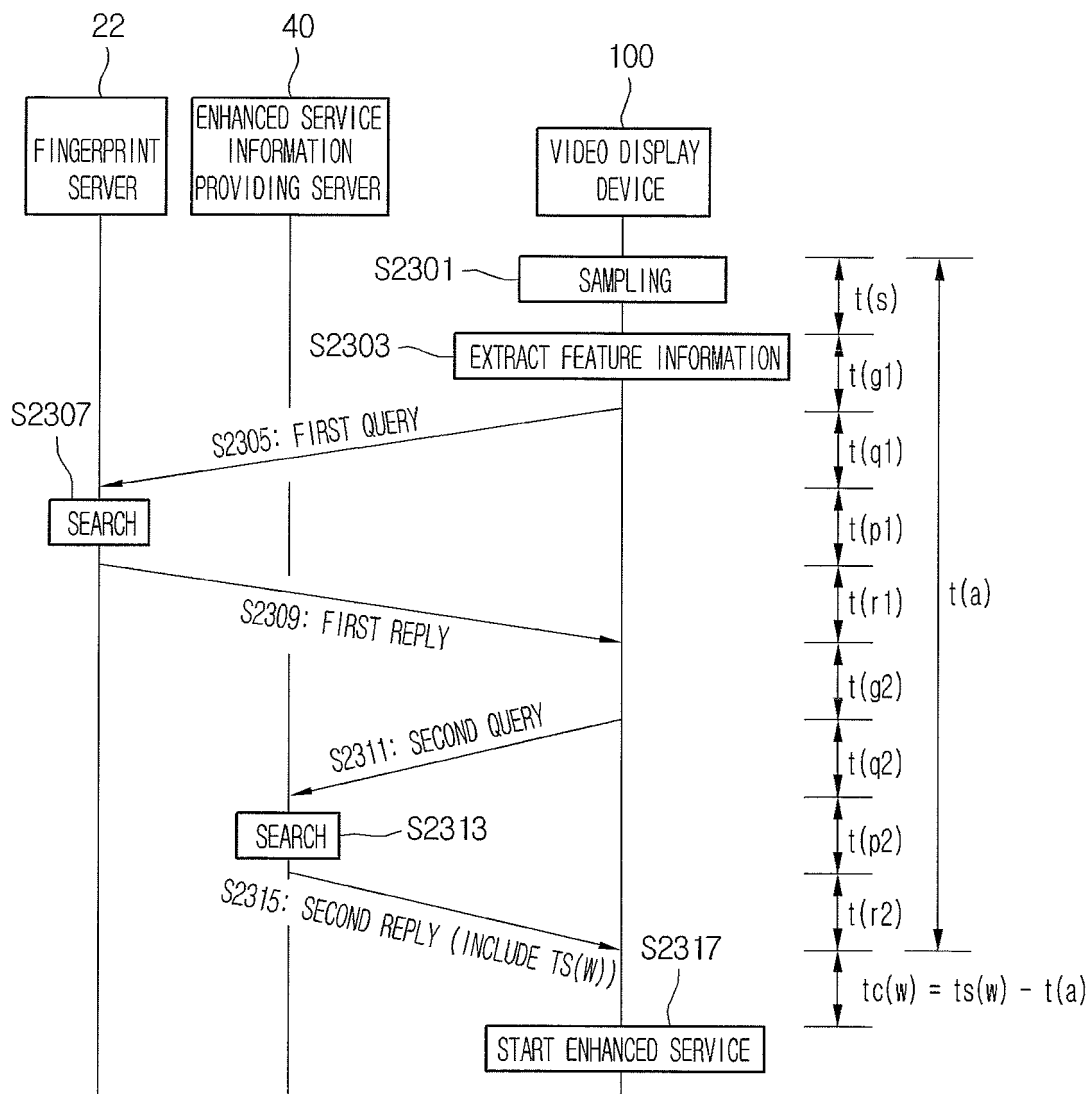 22
40
100
FINGERPRINT
SERVER
ENHANCED SERVICE
INFORMATION
PROVIDING SERVER
VIDEO DISPLAY
DEVICE
S2301
SAMPLING
t(s)
S2303
EXTRACT FEATURE INFORMATION
t(g1)
S2307
S2305: FIRST QUERY
t(q1)
SEARCH
t(p1)
S2309: FIRST REPLY
t(r1)
t(a)
t(g2)
S2311: SECOND QUERY
t(q2)
SEARCH
S2313
t(p2)
S2315: SECOND REPLY (INCLUDE TS(W))
t(r2)
S2317
tc(w) = ts(w) - t(a)
START ENHANCED SERVICE